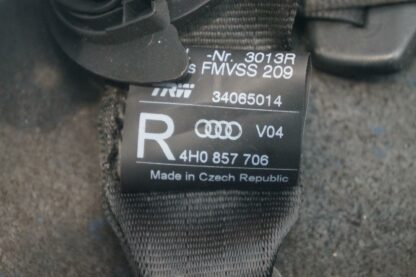 -Nr. 3013R
s FMVSS 209
TRW 34065014
R V04
4H0 857 706
Made in Czech Republic